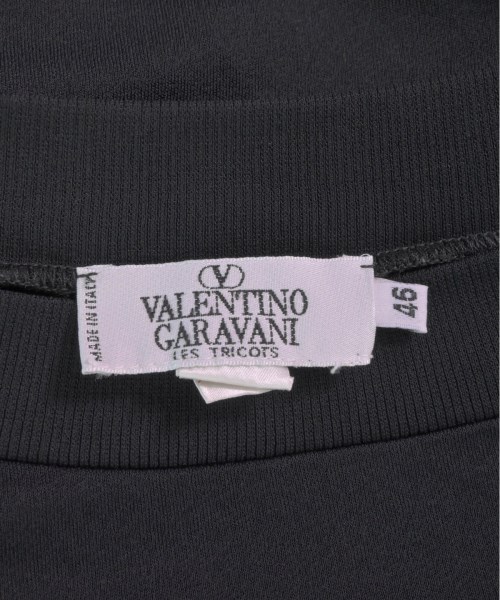 V
VALENTINO
GARAVANI
LES TRICOTS
MADE IN ITALY
46